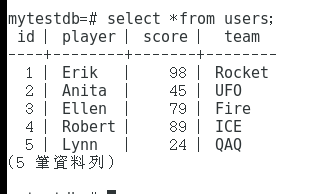 mytestdb=# select *from users;
id | player | score | team
----+--------+-------+--------
1 | Erik | 98 | Rocket
2 | Anita | 45 | UFO
3 | Ellen | 79 | Fire
4 | Robert | 89 | ICE
5 | Lynn | 24 | QAQ
(5 筆資料列)